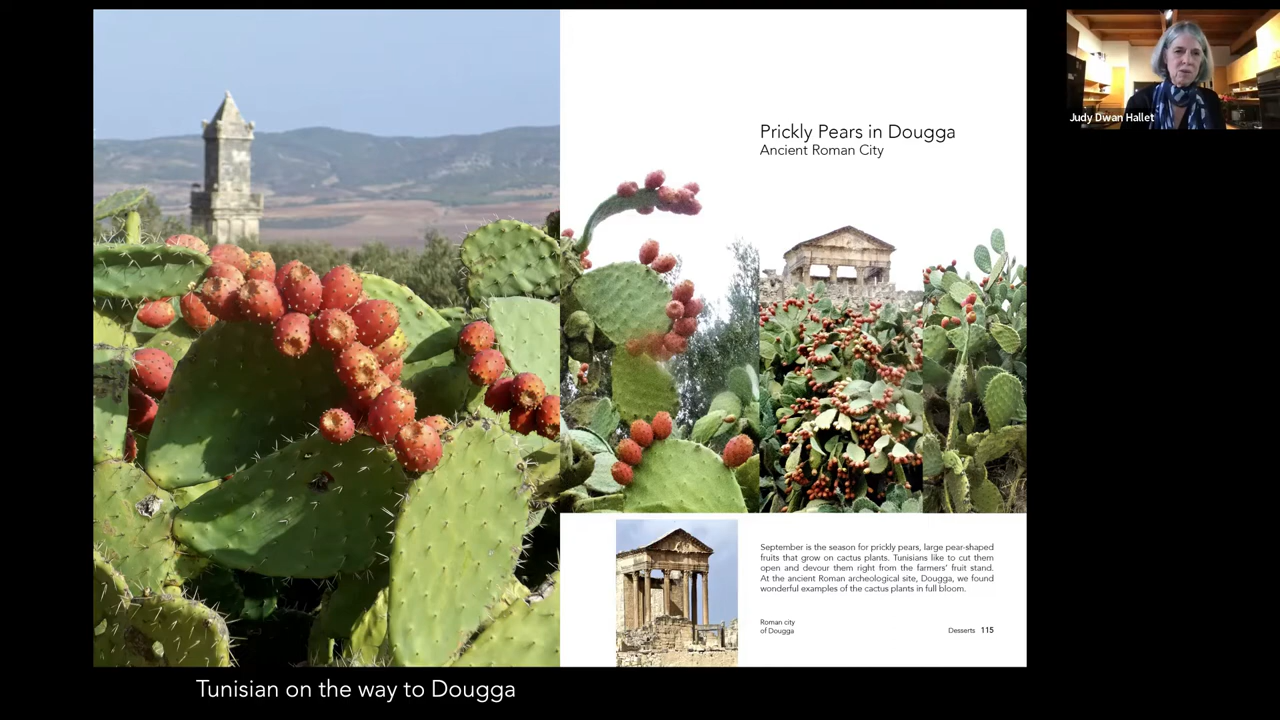 Prickly Pears in Dougga
Ancient Roman City
Judy Dwan Hallet
September is the season for prickly pears, large pear-shaped
fruits that grow on cactus plants. Tunisians like to cut them
open and devour them right from the farmers' fruit stand.
At the ancient Roman archeological site, Dougga, we found
wonderful examples of the cactus plants in full bloom.
Roman city
of Dougga
Desserts 115
Tunisian on the way to Dougga